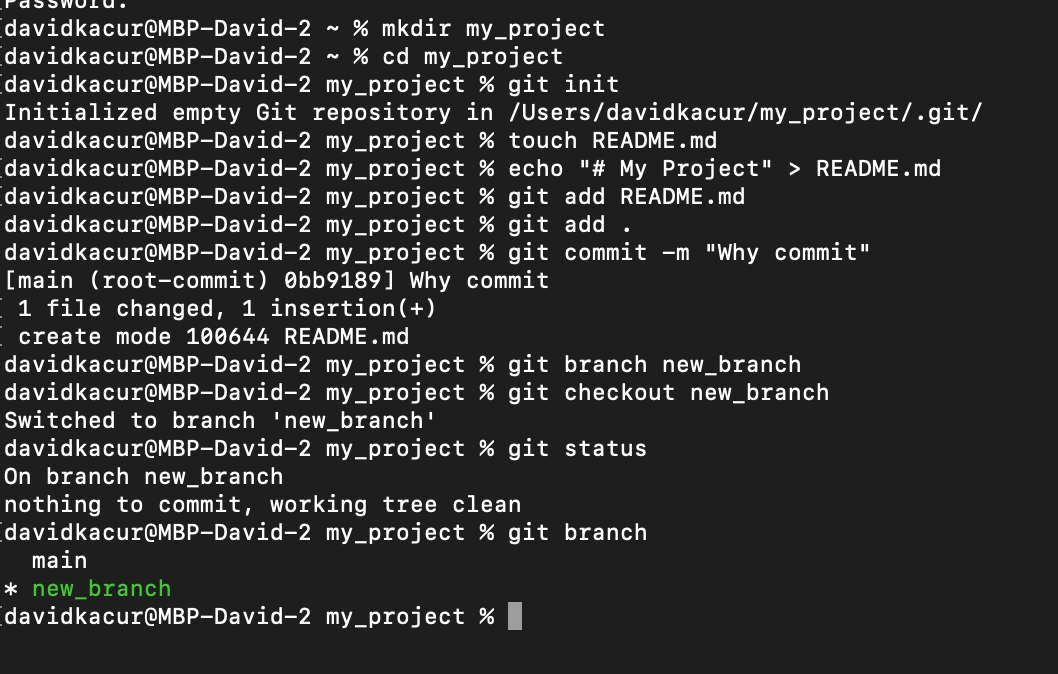 Password:
davidkacur@MBP-David-2 ~ % mkdir my_project
davidkacur@MBP-David-2 ~ % cd my_project
davidkacur@MBP-David-2 my_project % git init
Initialized empty Git repository in /Users/davidkacur/my_project/.git/
davidkacur@MBP-David-2 my_project % touch README.md
davidkacur@MBP-David-2 my_project % echo "# My Project" > README.md
davidkacur@MBP-David-2 my_project % git add README.md
davidkacur@MBP-David-2 my_project % git add .
davidkacur@MBP-David-2 my_project % git commit -m "Why commit"
[main (root-commit) 0bb9189] Why commit
 1 file changed, 1 insertion(+)
 create mode 100644 README.md
davidkacur@MBP-David-2 my_project % git branch new_branch
davidkacur@MBP-David-2 my_project % git checkout new_branch
Switched to branch 'new_branch'
davidkacur@MBP-David-2 my_project % git status
On branch new_branch
nothing to commit, working tree clean
davidkacur@MBP-David-2 my_project % git branch
  main
* new_branch
davidkacur@MBP-David-2 my_project %